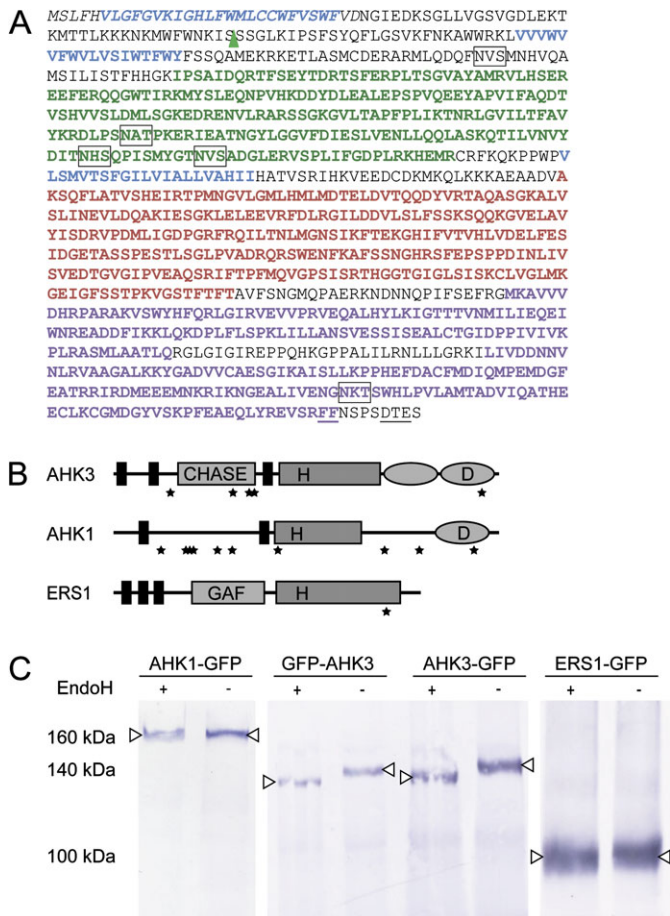 A
MSLFHVLGFGVKIGHLFWMLCCWFVSWFVDNGIEDKSGLLVGSVGDLEKT
KMTTLKKKNKMWFWNKISSSGLKIPSFSYQFLGSVKFNKAWWRKLVVVWV
VFWVLVSIWTFWYFSSQAMEKRKETLASMCDERARMLQDQFNVSMNHVQA
MSILISTFHHGKIPSAIDQRTFSEYTDRTSFERPLTSGVAYAMRVLHSER
EEFERQQGWTIRKMYSLEQNPVHKDDYDLEALEPSPVQEEYAPVIFAQDT
VSHVVSLDMLSGKEDRENVLRARSSGKGVLTAPFPLIKTNRLGVILTFAV
YKRDLPSNATPKERIEATNGYLGGVFDIESLVENLLQQLASKQTILVNVY
DITNHSQPISMYGTNVSADGLERVSPLIFGDPLRKHEMRCRFKQKPPWPV
LSMVTSFGILVIALLVAHIIHATVSRIHKVEEDCDKMKQLKKKAEAADVA
KSQFLATVSHEIRTPMNGVLGMLHMLMDTELDVTQQDYVRTAQASGKALV
SLINEVLDQAKIESGKLELEEVRFDLRGILDDVLSLFSSKSQQKGVELAV
YISDRVPDMLIGDPGRFRQILTNLMGNSIKFTEKGHIFVTVHLVDELFES
IDGETASSPESTLSGLPVADRQRSWENFKAFSSNGHRSFEPSPPDINLIV
SVEDTGVGIPVEAQSRIFTPFMQVGPSISRTHGGTGIGLSISKCLVGLMK
GEIGFSSTPKVGSTFTFTAVFSNGMQPAERKNDNNQPIFSEFRGMKAVVV
DHRPARAKVSWYHFQRLGIRVEVVPRVEQALHYLKIGTTTVNMILIEQEI
WNREADDFIKKLQKDPLFLSPKLILLANSVESSISEALCTGIDPPIVIVK
PLRASMLAATLQRGLGIGIREPPQHKGPPALILRNLLLGRKILIVDDNNV
NLRVAAGALKKYGADVVCAESGIKAISLLKPPHEFDACFMDIQMPEMDGF
EATRRIRDMEEEMNKRIKNGEALIVENGNKTSWHLPVLAMTADVIQATHE
ECLKCGMDGYVSKPFEAEQLYREVSRFFNSPSDTES
B
AHK3 CHASE H D
AHK1 H D
ERS1 GAF H
C
AHK1-GFP GFP-AHK3 AHK3-GFP ERS1-GFP
EndoH + - + - + - + -
160 kDa
140 kDa
100 kDa